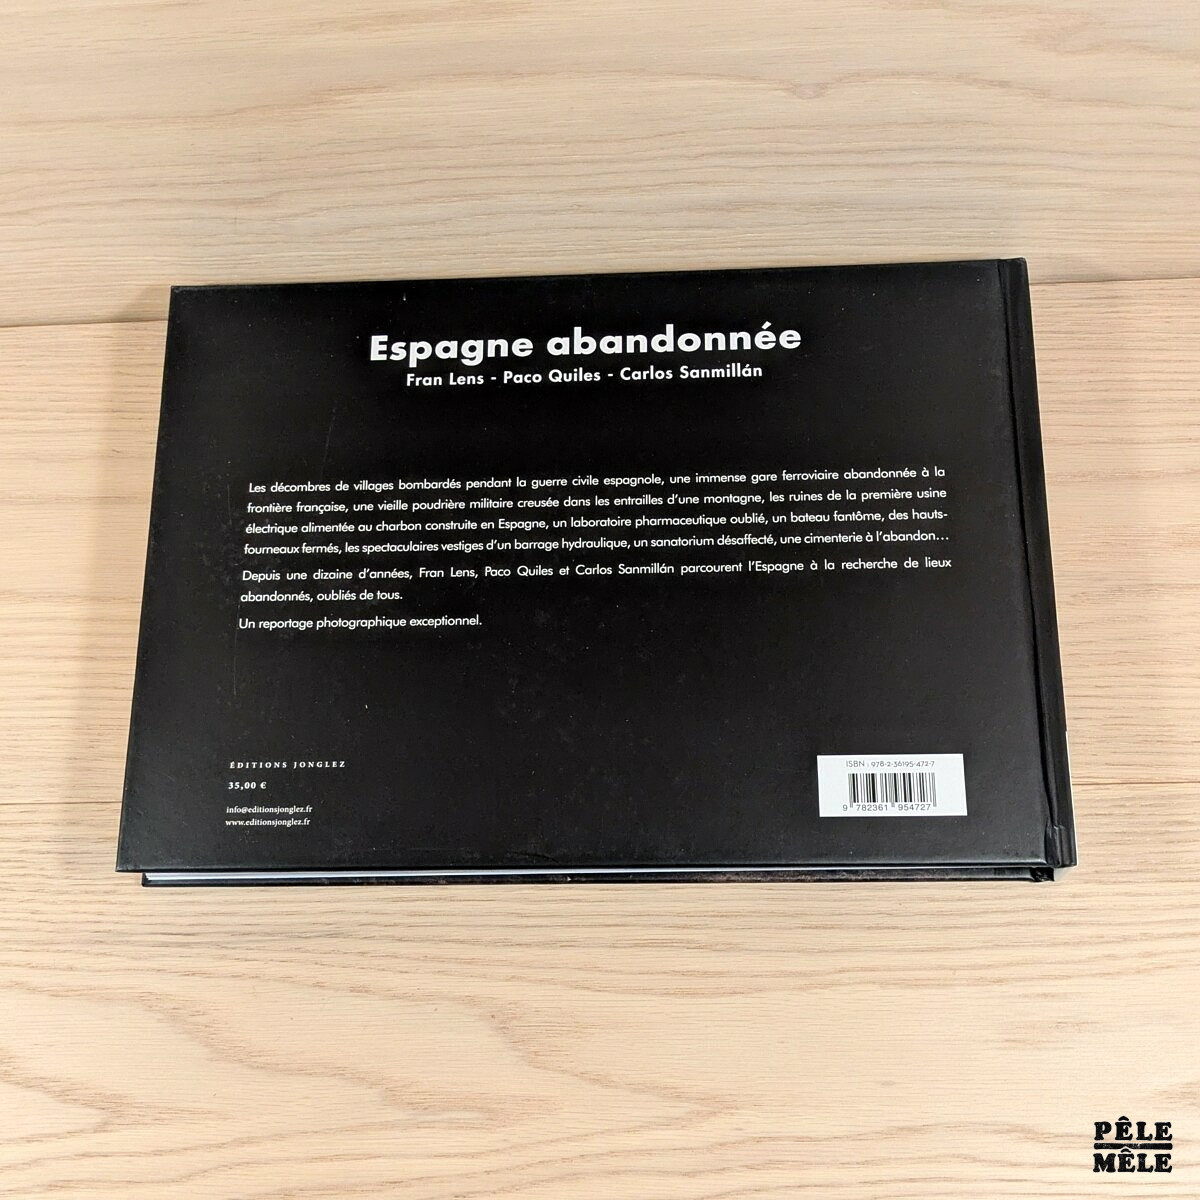 Espagne abandonnée
Fran Lens - Paco Quiles - Carlos Sanmillán
Les décombres de villages bombardés pendant la guerre civile espagnole, une immense gare ferroviaire abandonnée à la
frontière française, une vieille poudrière militaire creusée dans les entrailles d'une montagne, les ruines de la première usine
électrique alimentée au charbon construite en Espagne, un laboratoire pharmaceutique oublié, un bateau fantôme, des hauts-
fourneaux fermés, les spectaculaires vestiges d'un barrage hydraulique, un sanatorium désaffecté, une cimenterie à l'abandon...
Depuis une dizaine d'années, Fran Lens, Paco Quiles et Carlos Sanmillán parcourent l'Espagne à la recherche de lieux
abandonnés, oubliés de tous.
Un reportage photographique exceptionnel.
ÉDITIONS JONGLEZ
35,00 €
info@editionsjonglez.fr
www.editionsjonglez.fr
ISBN : 978-2-36195-472-7
9 782361 954727
PÊLE
MÊLE